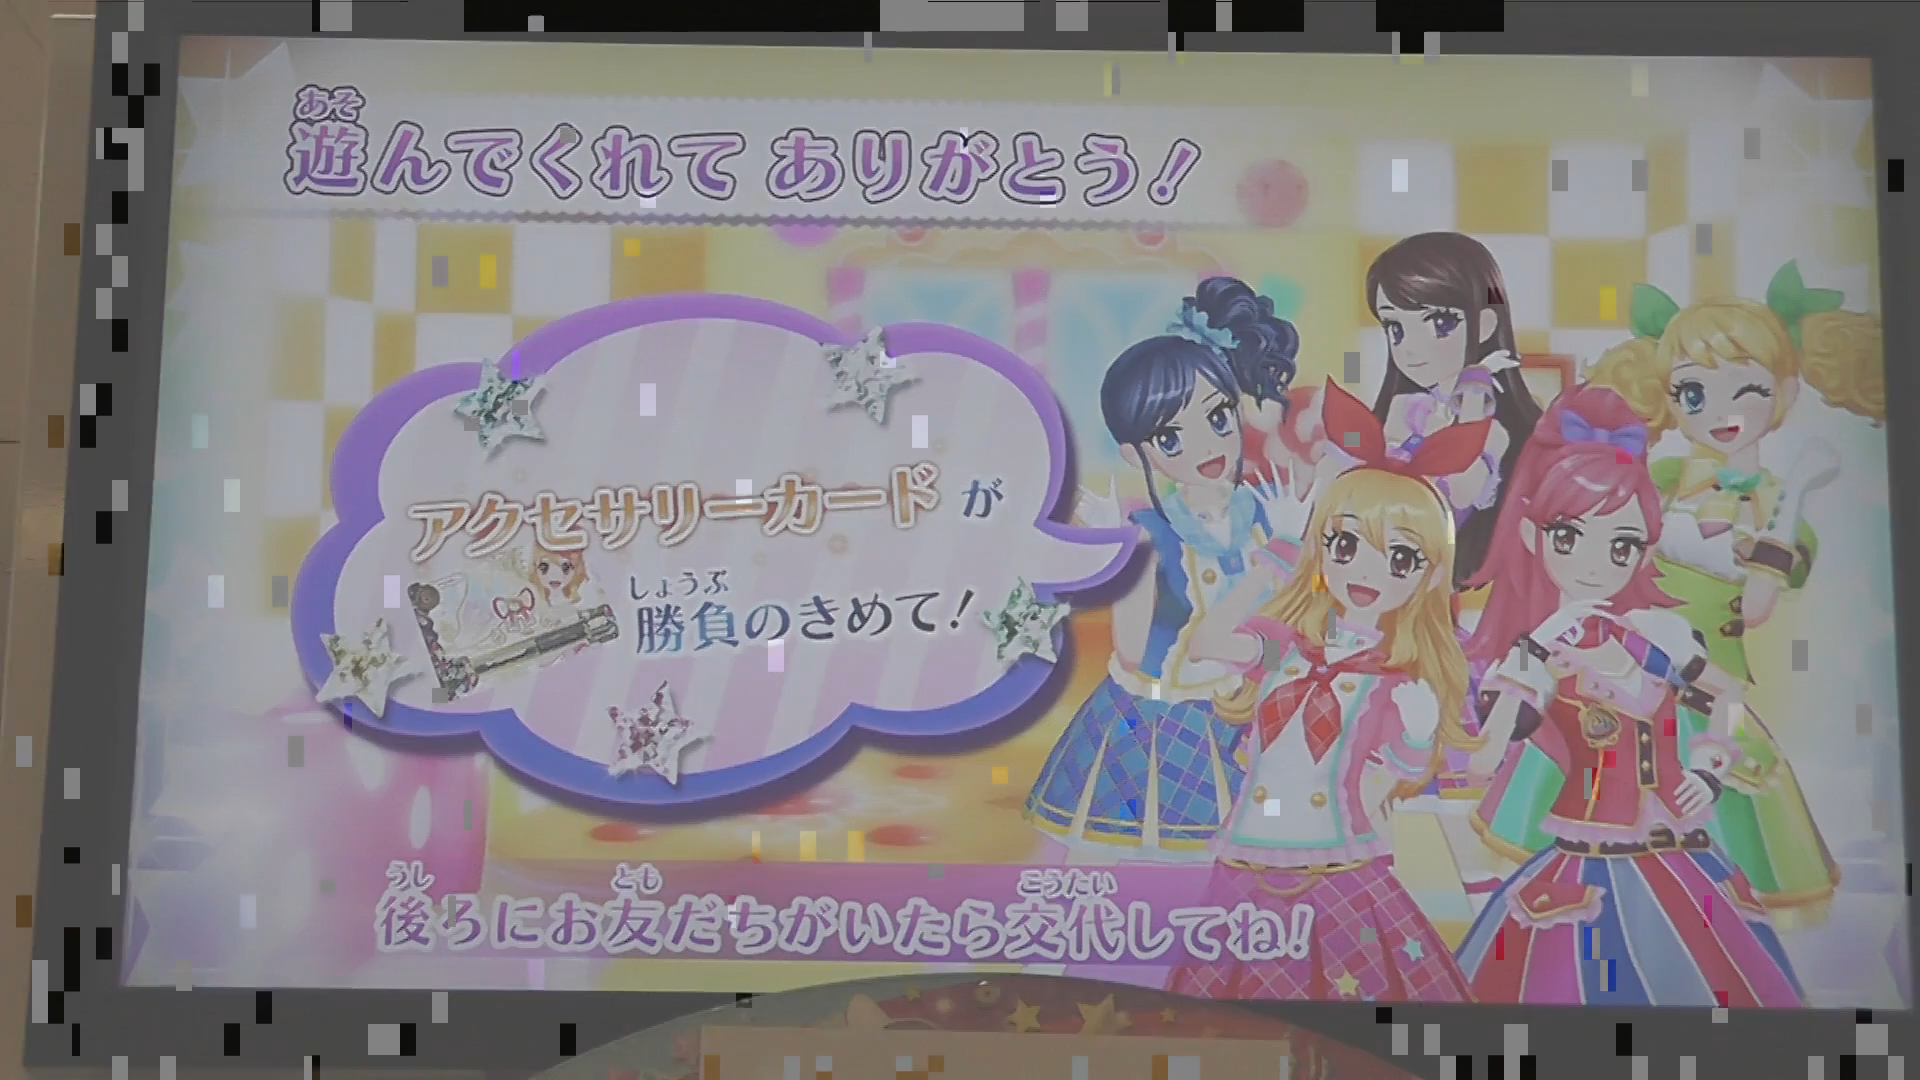 あそ
遊んでくれて ありがとう!
アクセサリーカードが
しょうぶ
勝負のきめて!
うし とも こうたい
後ろにお友だちがいたら交代してね!